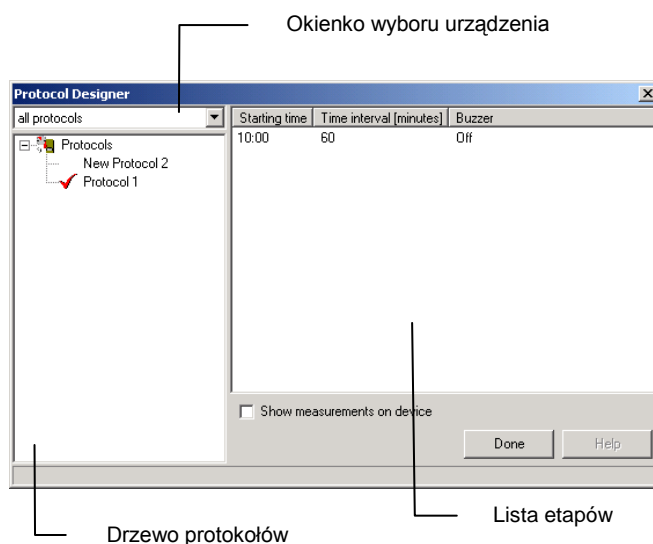 Okienko wyboru urządzenia
Protocol Designer
all protocols
Starting time Time interval [minutes] Buzzer
10:00 60 Off
Protocols
New Protocol 2
Protocol 1
Show measurements on device
Done Help
Lista etapów
Drzewo protokołów